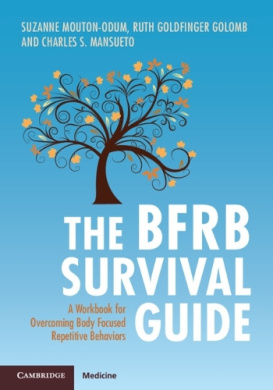 SUZANNE MOUTON-ODUM, RUTH GOLDFINGER GOLOMB
AND CHARLES S. MANSUETO
THE BFRB
SURVIVAL
GUIDE
A Workbook for
Overcoming Body Focused
Repetitive Behaviors
CAMBRIDGE
Medicine